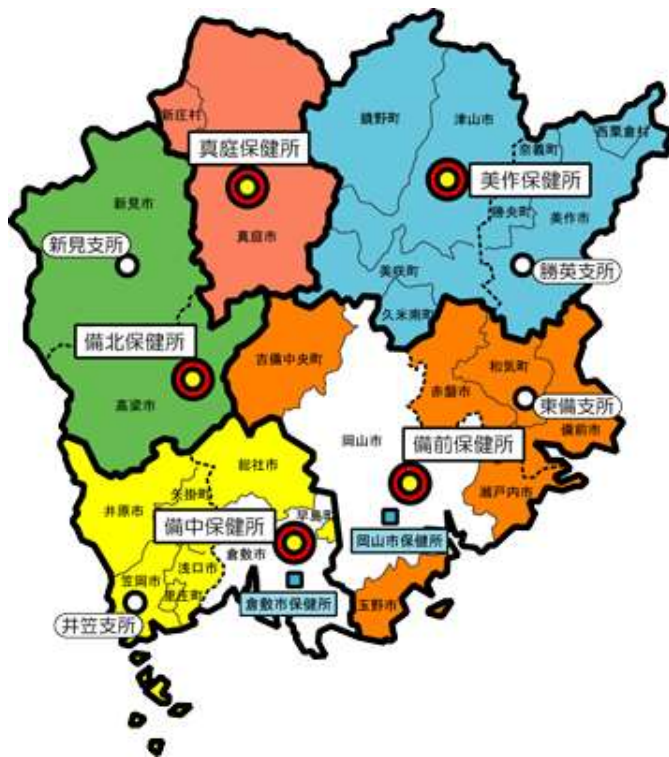 新庄村
鏡野町
津山市
西粟倉村
奈義町
真庭保健所
美作保健所
新見市
勝央町
美作市
真庭市
新見支所
美咲町
勝英支所
久米南町
備北保健所
吉備中央町
和気町
赤磐市
高梁市
東備支所
備前市
岡山市
備前保健所
総社市
瀬戸内市
矢掛町
井原市
早島町
備中保健所
岡山市保健所
倉敷市
浅口市
笠岡市
里庄町
倉敷市保健所
玉野市
井笠支所